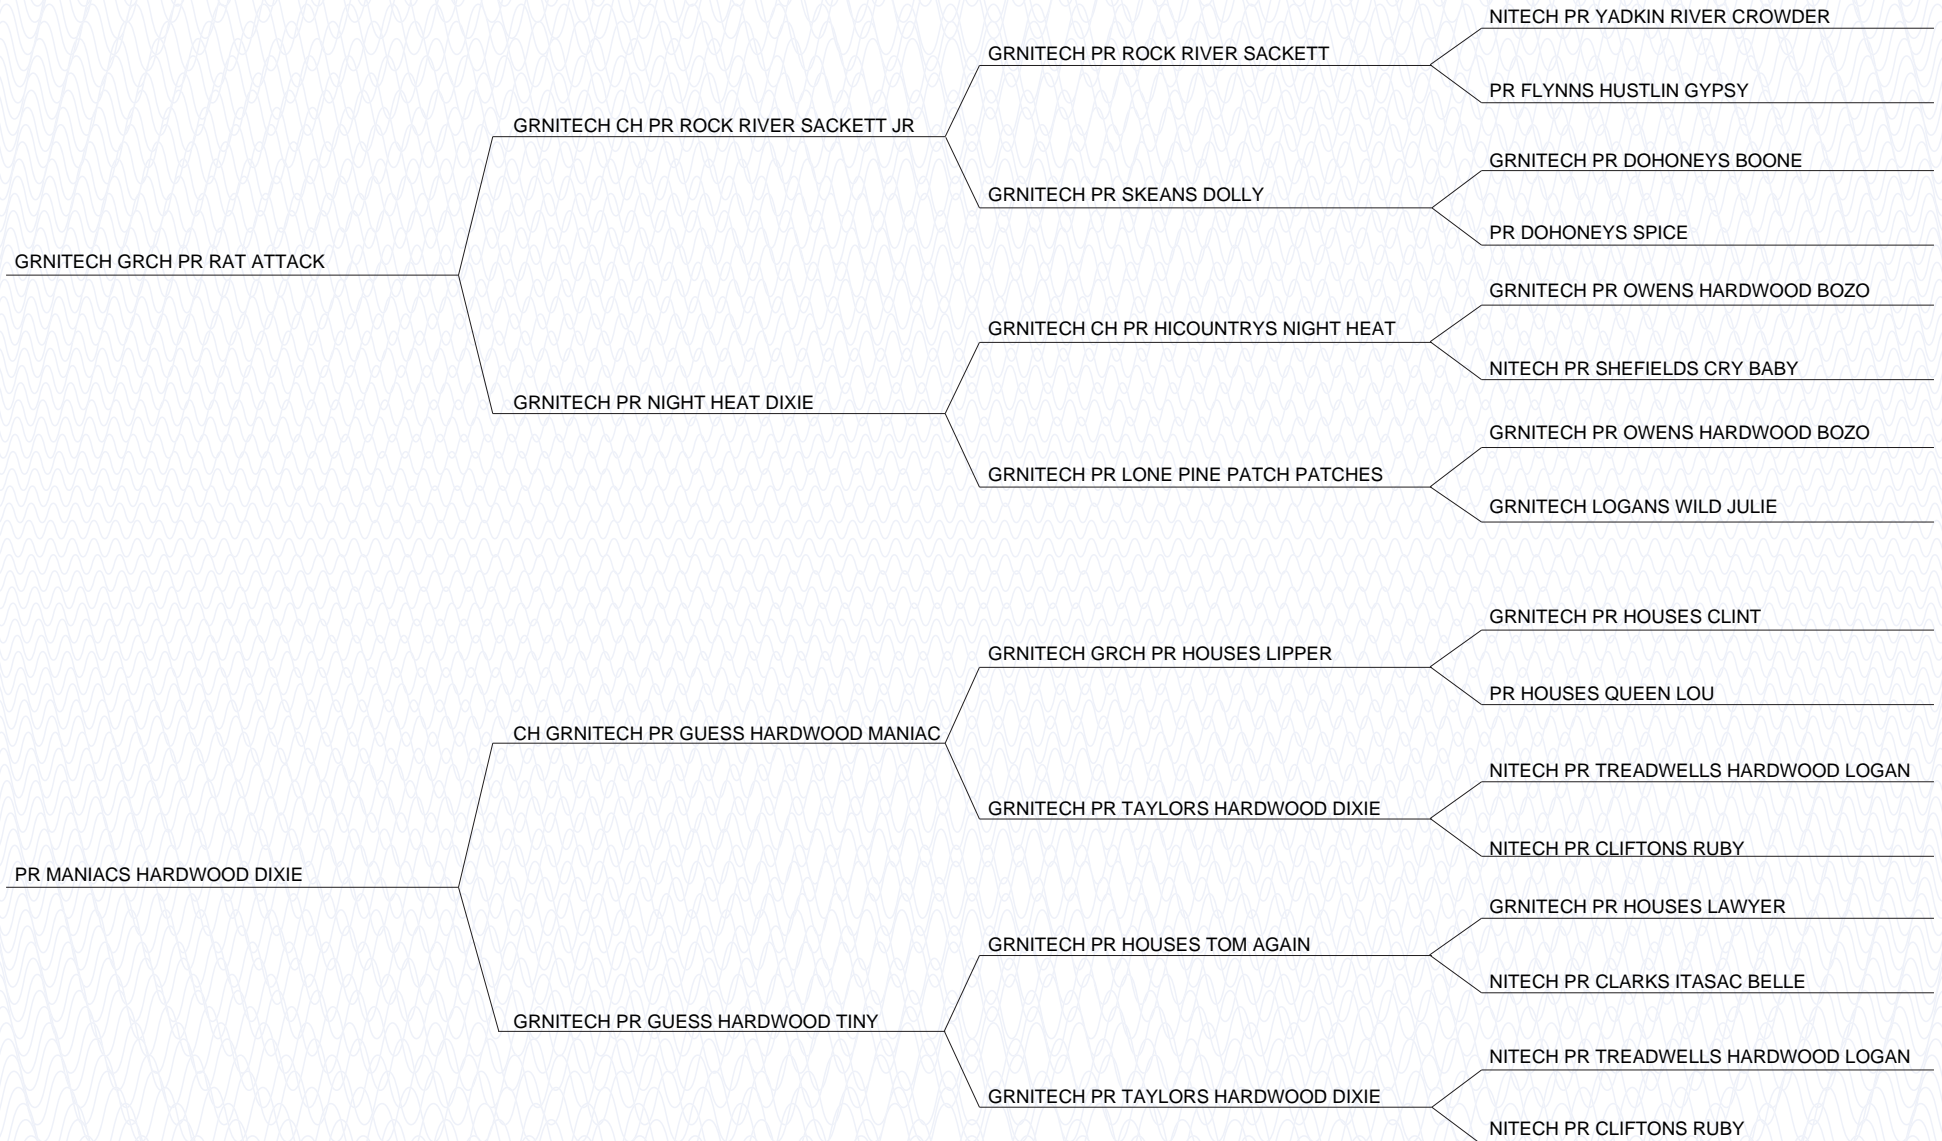 NITECH PR YADKIN RIVER CROWDER
GRNITECH PR ROCK RIVER SACKETT
PR FLYNNS HUSTLIN GYPSY
GRNITECH CH PR ROCK RIVER SACKETT JR
GRNITECH PR DOHONEYS BOONE
GRNITECH PR SKEANS DOLLY
PR DOHONEYS SPICE
GRNITECH GRCH PR RAT ATTACK
GRNITECH PR OWENS HARDWOOD BOZO
GRNITECH CH PR HICOUNTRYS NIGHT HEAT
NITECH PR SHEFIELDS CRY BABY
GRNITECH PR NIGHT HEAT DIXIE
GRNITECH PR OWENS HARDWOOD BOZO
GRNITECH PR LONE PINE PATCH PATCHES
GRNITECH LOGANS WILD JULIE
GRNITECH PR HOUSES CLINT
GRNITECH GRCH PR HOUSES LIPPER
PR HOUSES QUEEN LOU
CH GRNITECH PR GUESS HARDWOOD MANIAC
NITECH PR TREADWELLS HARDWOOD LOGAN
GRNITECH PR TAYLORS HARDWOOD DIXIE
NITECH PR CLIFTONS RUBY
PR MANIACS HARDWOOD DIXIE
GRNITECH PR HOUSES LAWYER
GRNITECH PR HOUSES TOM AGAIN
NITECH PR CLARKS ITASAC BELLE
GRNITECH PR GUESS HARDWOOD TINY
NITECH PR TREADWELLS HARDWOOD LOGAN
GRNITECH PR TAYLORS HARDWOOD DIXIE
NITECH PR CLIFTONS RUBY